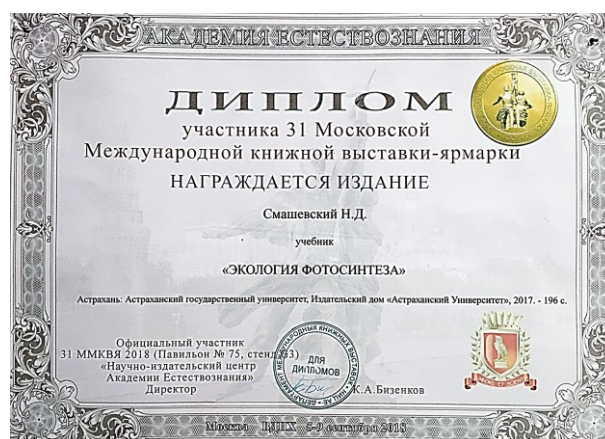 АКАДЕМИЯ ЕСТЕСТВОЗНАНИЯ
ДИПЛОМ
участника 31 Московской
Международной книжной выставки-ярмарки
НАГРАЖДАЕТСЯ ИЗДАНИЕ
Смашевский Н.Д.
учебник
«ЭКОЛОГИЯ ФОТОСИНТЕЗА»
Астрахань: Астраханский государственный университет, Издательский дом «Астраханский Университет», 2017. - 196 с.
Официальный участник
31 ММКВЯ 2018 (Павильон № 75, стенд
«Научно-издательский центр
Академии Естествознания»
Директор
К.А.Бизенков
ДЛЯ
ДИПЛОМОВ
Москва ВДНХ 5-9 сентября 2018